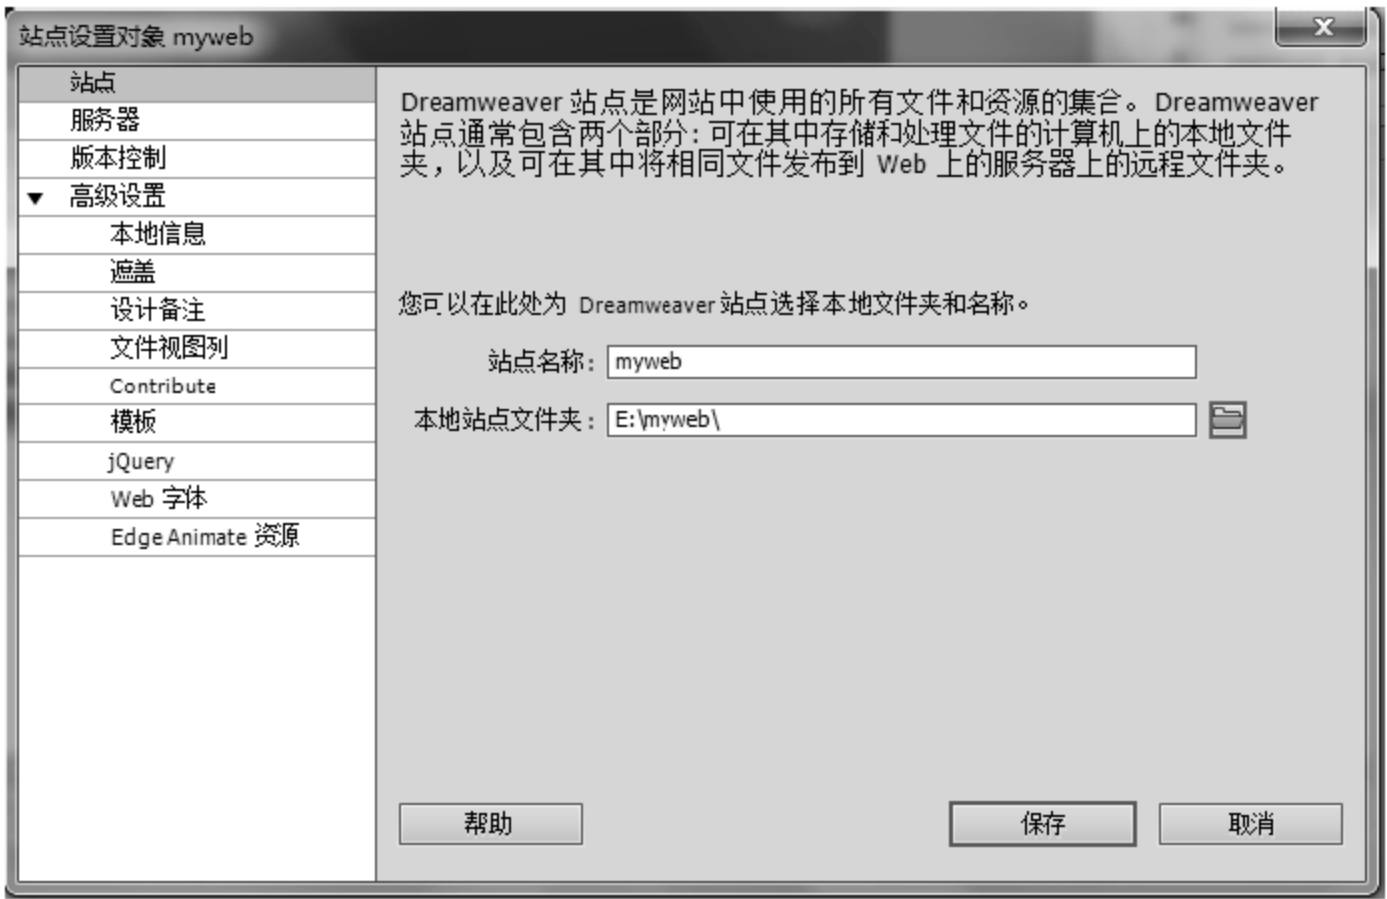 站点设置对象 myweb
x
站点
服务器
版本控制
▼ 高级设置
本地信息
遮盖
设计备注
文件视图列
Contribute
模板
jQuery
Web 字体
Edge Animate 资源
Dreamweaver 站点是网站中使用的所有文件和资源的集合。Dreamweaver
站点通常包含两个部分:可在其中存储和处理文件的计算机上的本地文件
夹，以及可在其中将相同文件发布到 Web 上的服务器上的远程文件夹。
您可以在此处为 Dreamweaver 站点选择本地文件夹和名称。
站点名称: myweb
本地站点文件夹: E:\myweb\
帮助 保存 取消